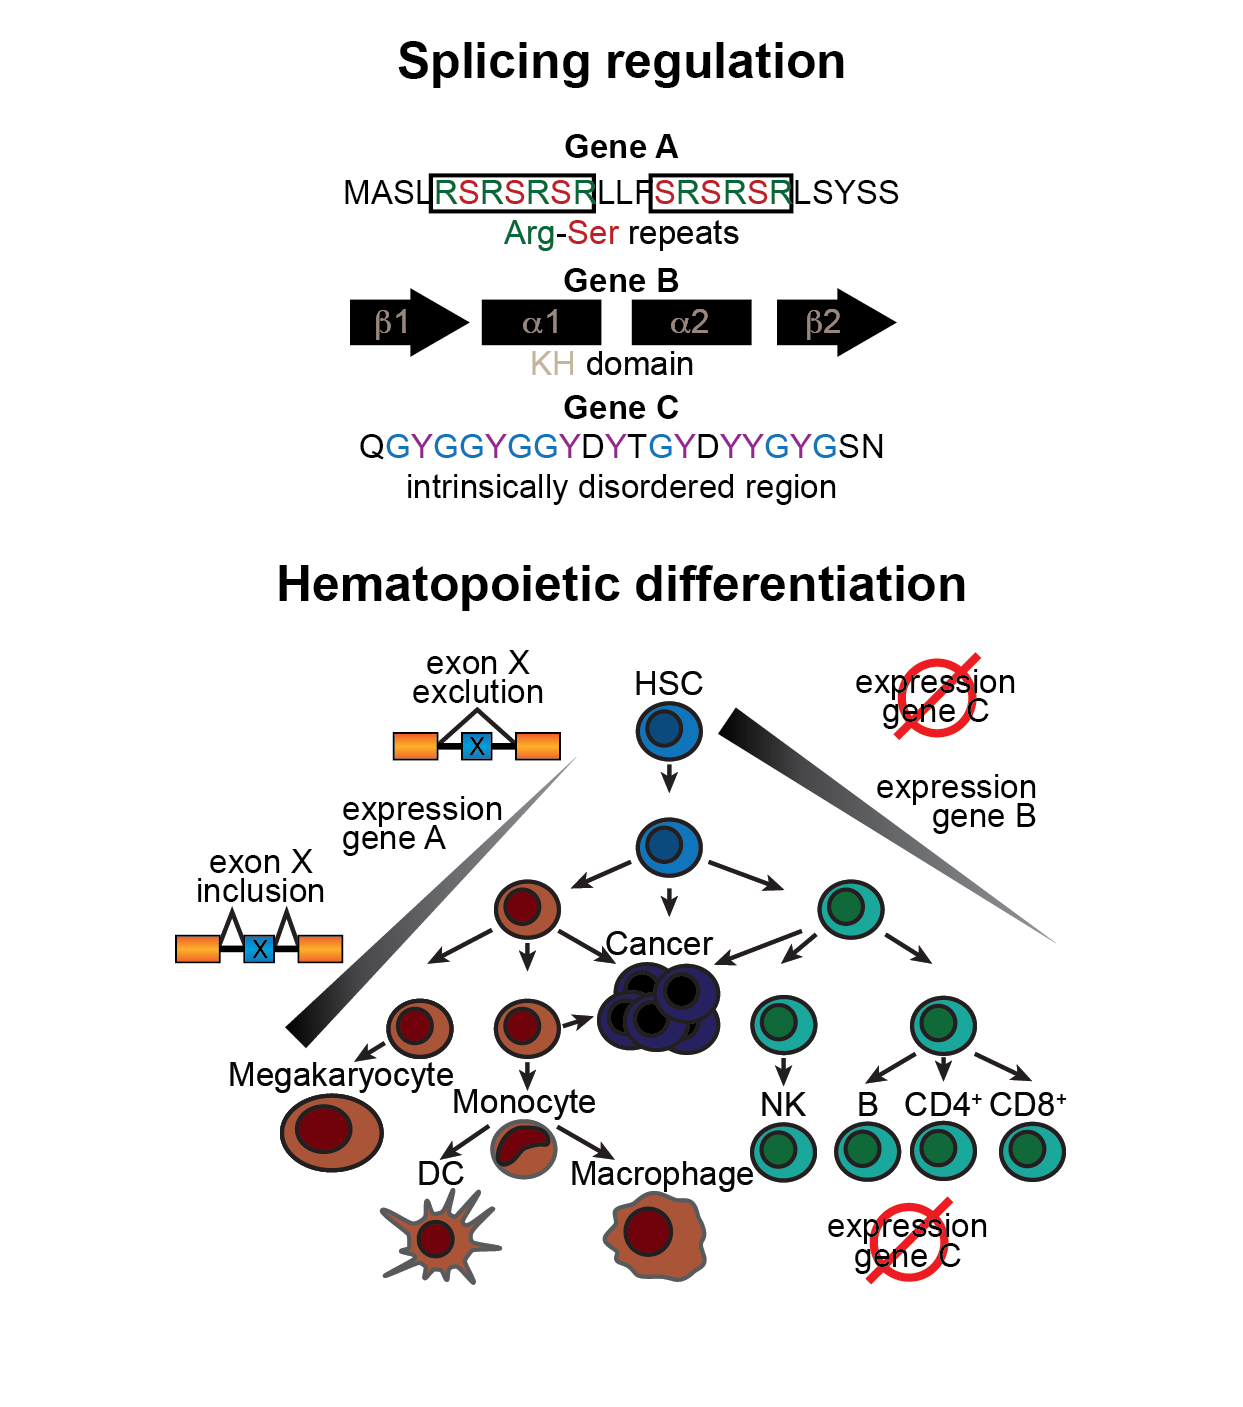 Splicing regulation
Gene A
MASLRSRSRSRLLFSRSRSRLSYSS
Arg-Ser repeats
Gene B
β1 α1 α2 β2
KH domain
Gene C
QGYGGYGGYDYTGYDYYGYGSN
intrinsically disordered region
Hematopoietic differentiation
exon X
exclution
X
HSC
expression
gene C
expression
gene B
expression
gene A
exon X
inclusion
X
Cancer
Megakaryocyte
Monocyte
NK B CD4+ CD8+
DC
Macrophage
expression
gene C